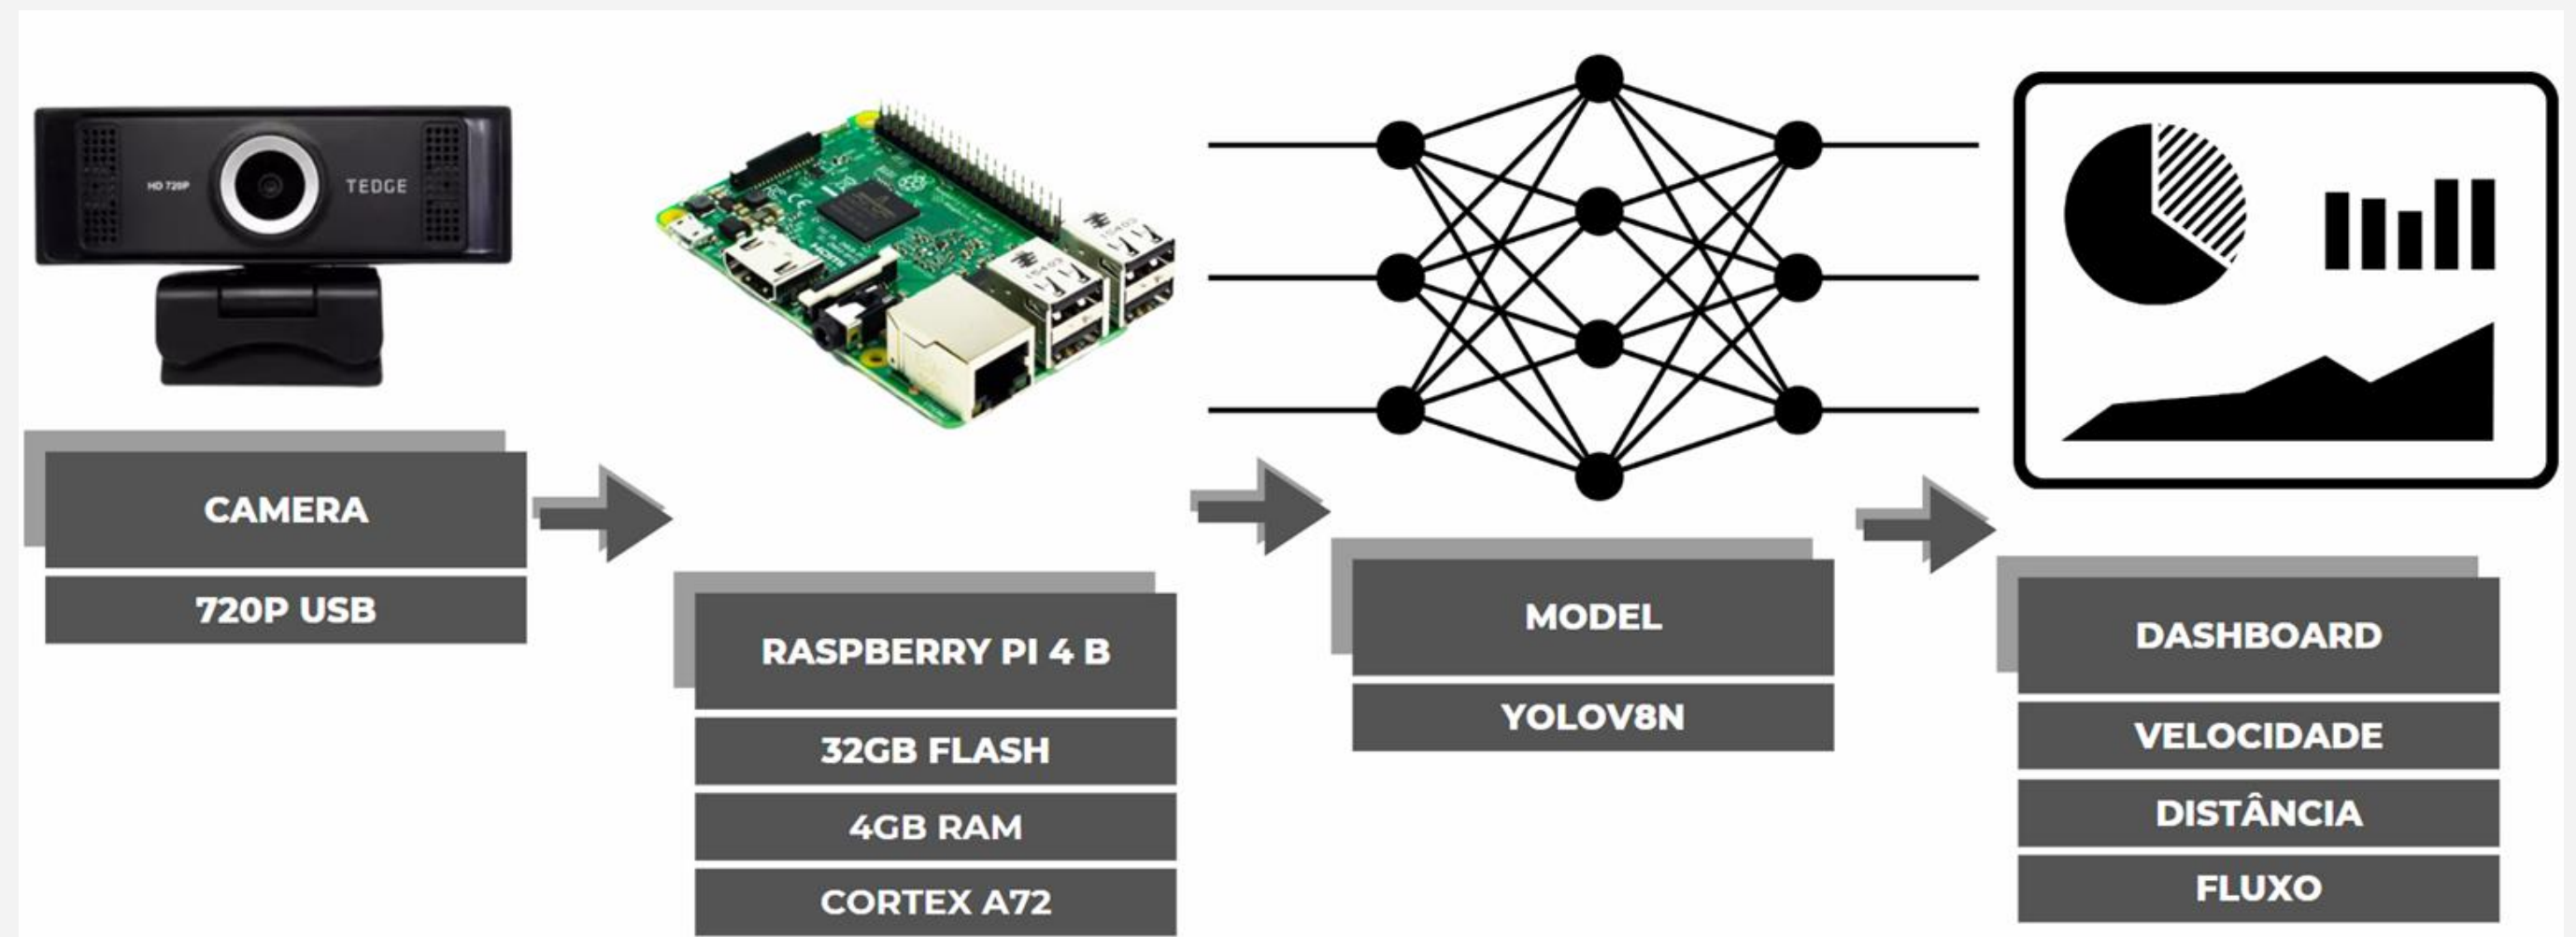 HD 720P
TEDGE
CAMERA
720P USB
RASPBERRY PI 4 B
32GB FLASH
4GB RAM
CORTEX A72
MODEL
YOLOV8N
DASHBOARD
VELOCIDADE
DISTÂNCIA
FLUXO